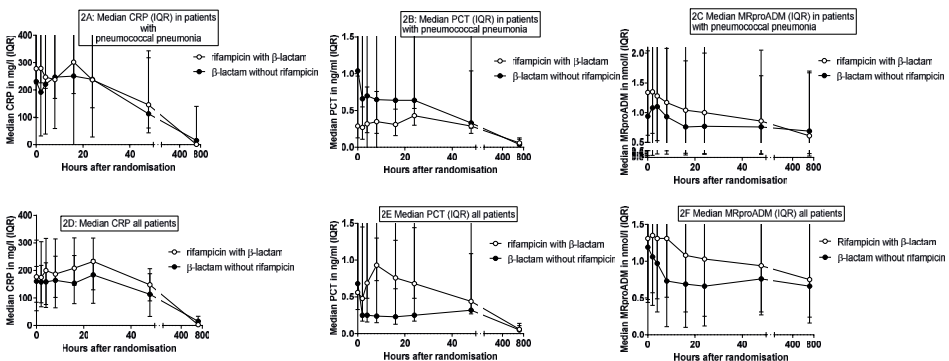 2A: Median CRP (IQR) in patients
with
pneumococcal pneumonia
Median CRP in mg/l (IQR)
400
300
200
100
0
rifampicin with β-lactam
β-lactam without rifampicin
0
20
40
400
800
Hours after randomisation
2B: Median PCT (IQR) in patients
with pneumococcal pneumonia
Median PCT in ng/ml (IQR)
1.5
1.0
0.5
0.0
rifampicin with β-lactam
β-lactam without rifampicin
0
20
40
400
800
Hours after randomisation
2C Median MRproADM (IQR) in patients
with pneumococcal pneumonia
Median MRproADM in nmol/l (IQR)
2.0
1.5
1.0
0.5
rifampicin with β-lactam
β-lactam without rifampicin
0
20
40
400
800
Hours after randomisation
2D: Median CRP all patients
Median CRP in mg/l (IQR)
400
300
200
100
0
rifampicin with β-lactam
β-lactam without rifampicin
0
20
40
400
800
Hours after randomisation
2E Median PCT (IQR) all patients
Median PCT in ng/ml (IQR)
1.5
1.0
0.5
0.0
rifampicin with β-lactam
β-lactam without rifampicin
0
20
40
400
800
Hours after randomisation
2F Median MRproADM (IQR) all patients
Median MRproADM in nmol/l (IQR)
1.5
1.0
0.5
0.0
Rifampicin with β-lactam
β-lactam without rifampicin
0
20
40
400
800
Hours after randomisation